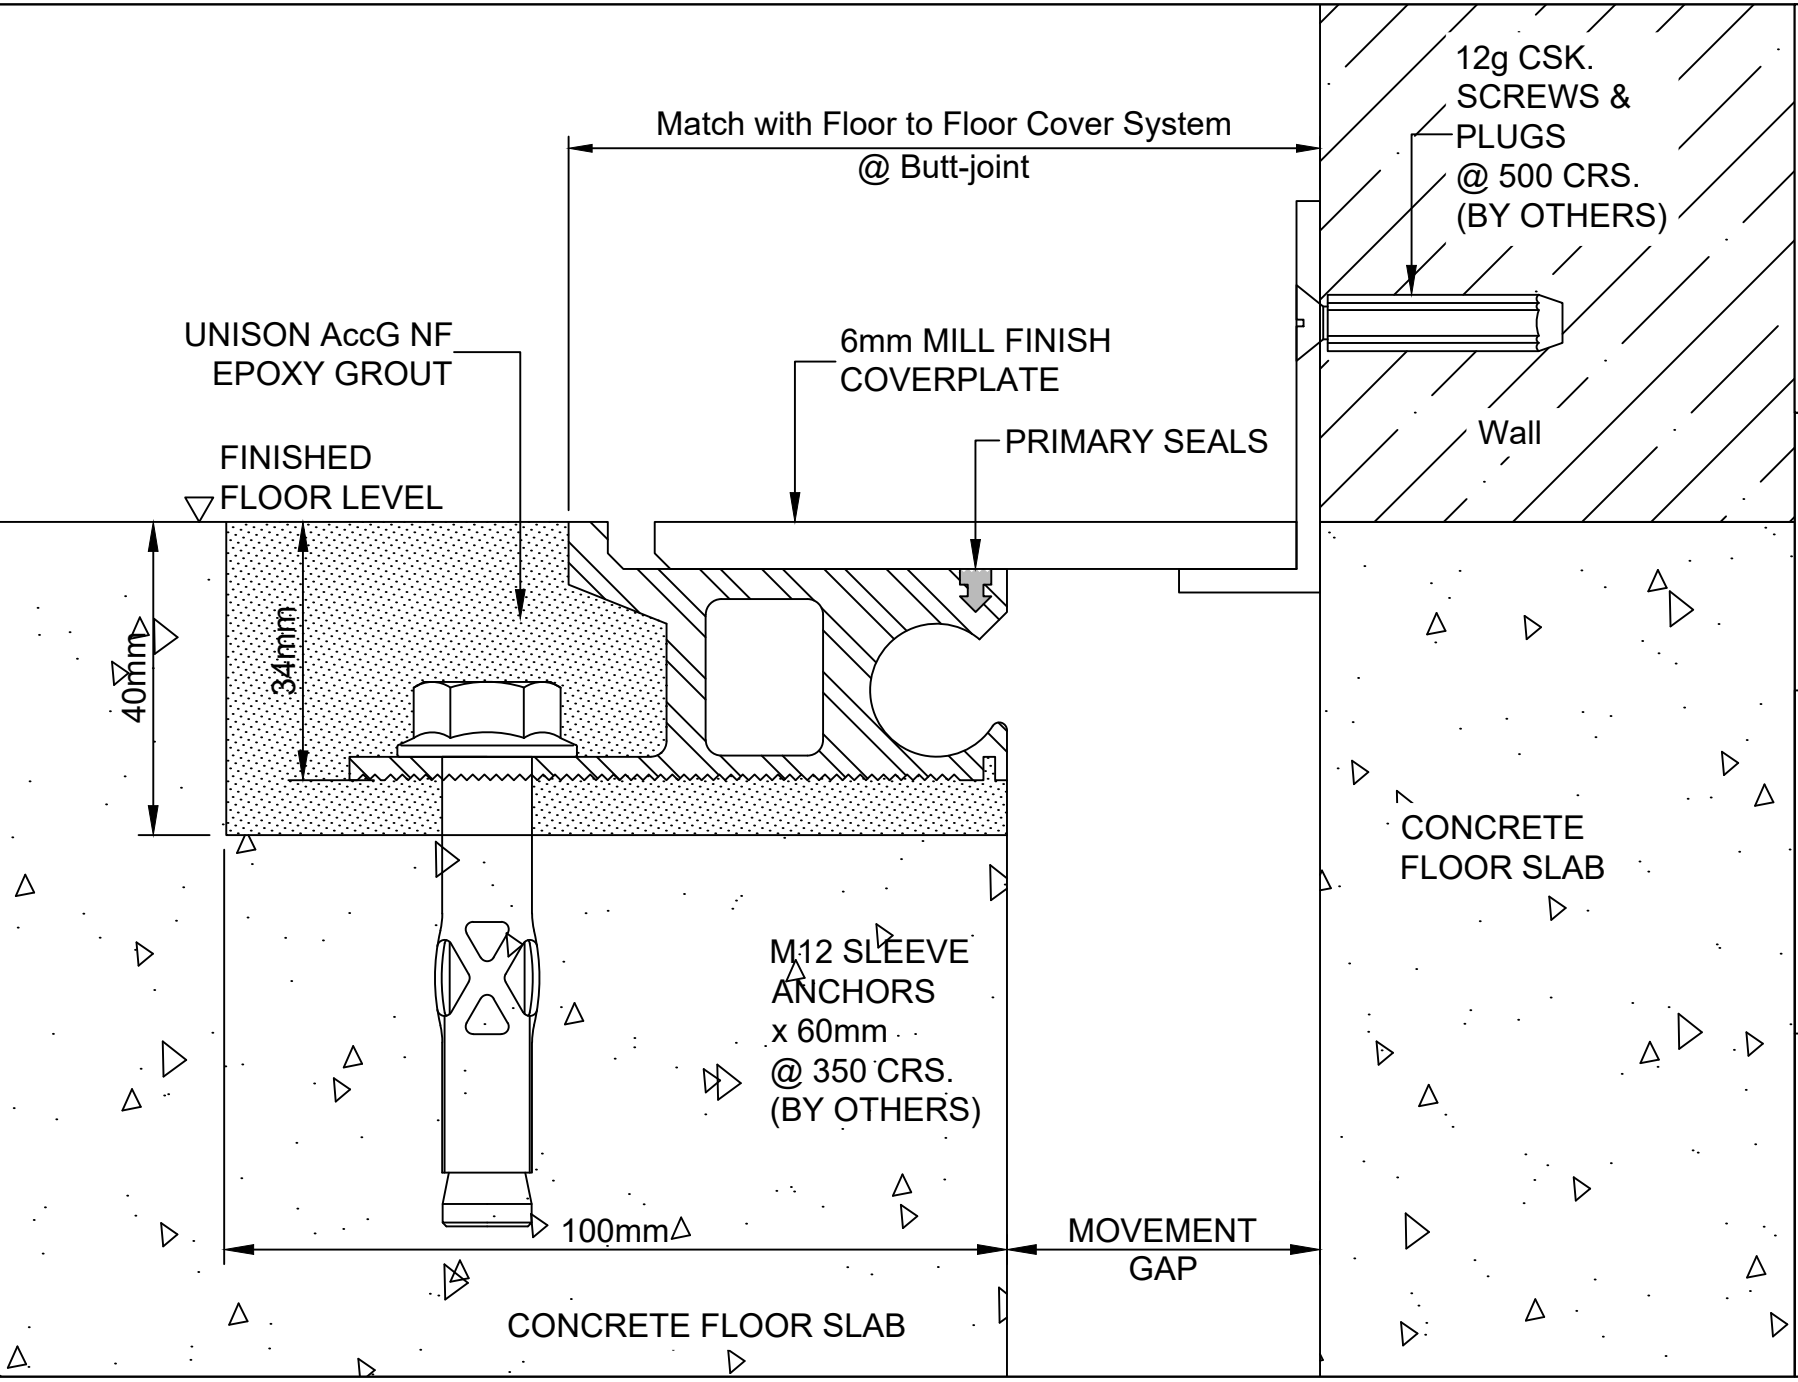 12g CSK.
SCREWS &
PLUGS
@ 500 CRS.
(BY OTHERS)
Match with Floor to Floor Cover System
@ Butt-joint
UNISON AccG NF
EPOXY GROUT
6mm MILL FINISH
COVERPLATE
PRIMARY SEALS
Wall
FINISHED
FLOOR LEVEL
40mm
34mm
CONCRETE
FLOOR SLAB
M12 SLEEVE
ANCHORS
x 60mm
@ 350 CRS.
(BY OTHERS)
100mm
MOVEMENT
GAP
CONCRETE FLOOR SLAB